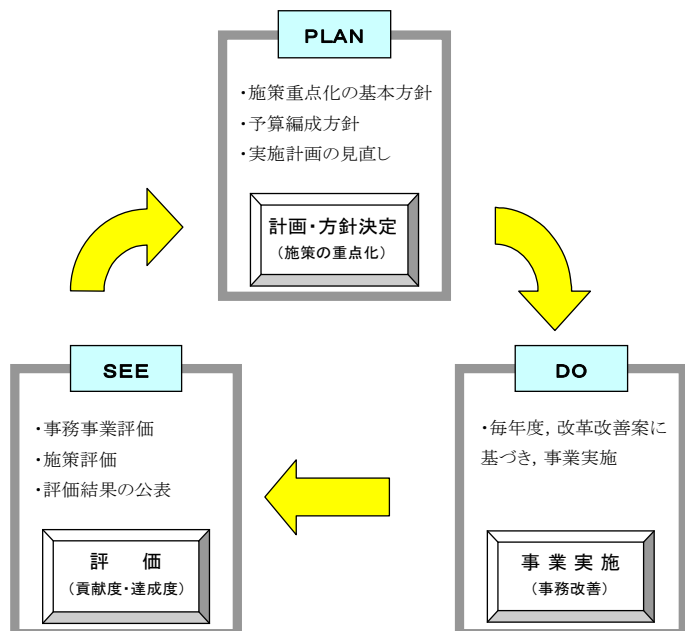 PLAN
・施策重点化の基本方針
・予算編成方針
・実施計画の見直し
計画・方針決定
（施策の重点化）
SEE
・事務事業評価
・施策評価
・評価結果の公表
評　価
（貢献度・達成度）
DO
・毎年度，改革改善案に
基づき，事業実施
事 業 実 施
（事務改善）